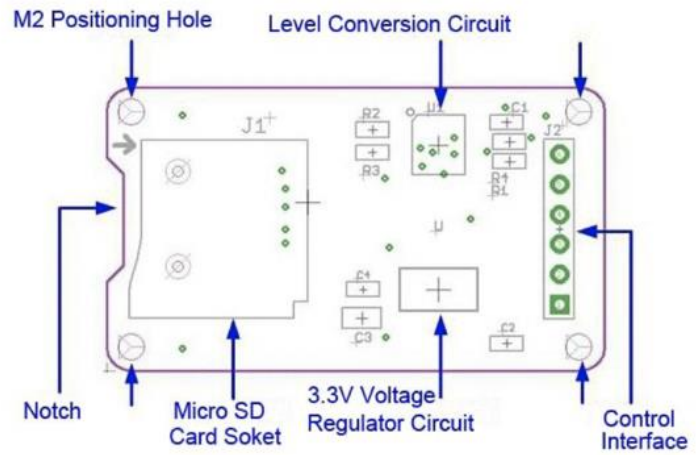 M2 Positioning Hole
Level Conversion Circuit
J1
R2
R3
U1
C1
J2
R4
R1
U
C4
C3
C2
Notch
Micro SD
Card Soket
3.3V Voltage
Regulator Circuit
Control
Interface